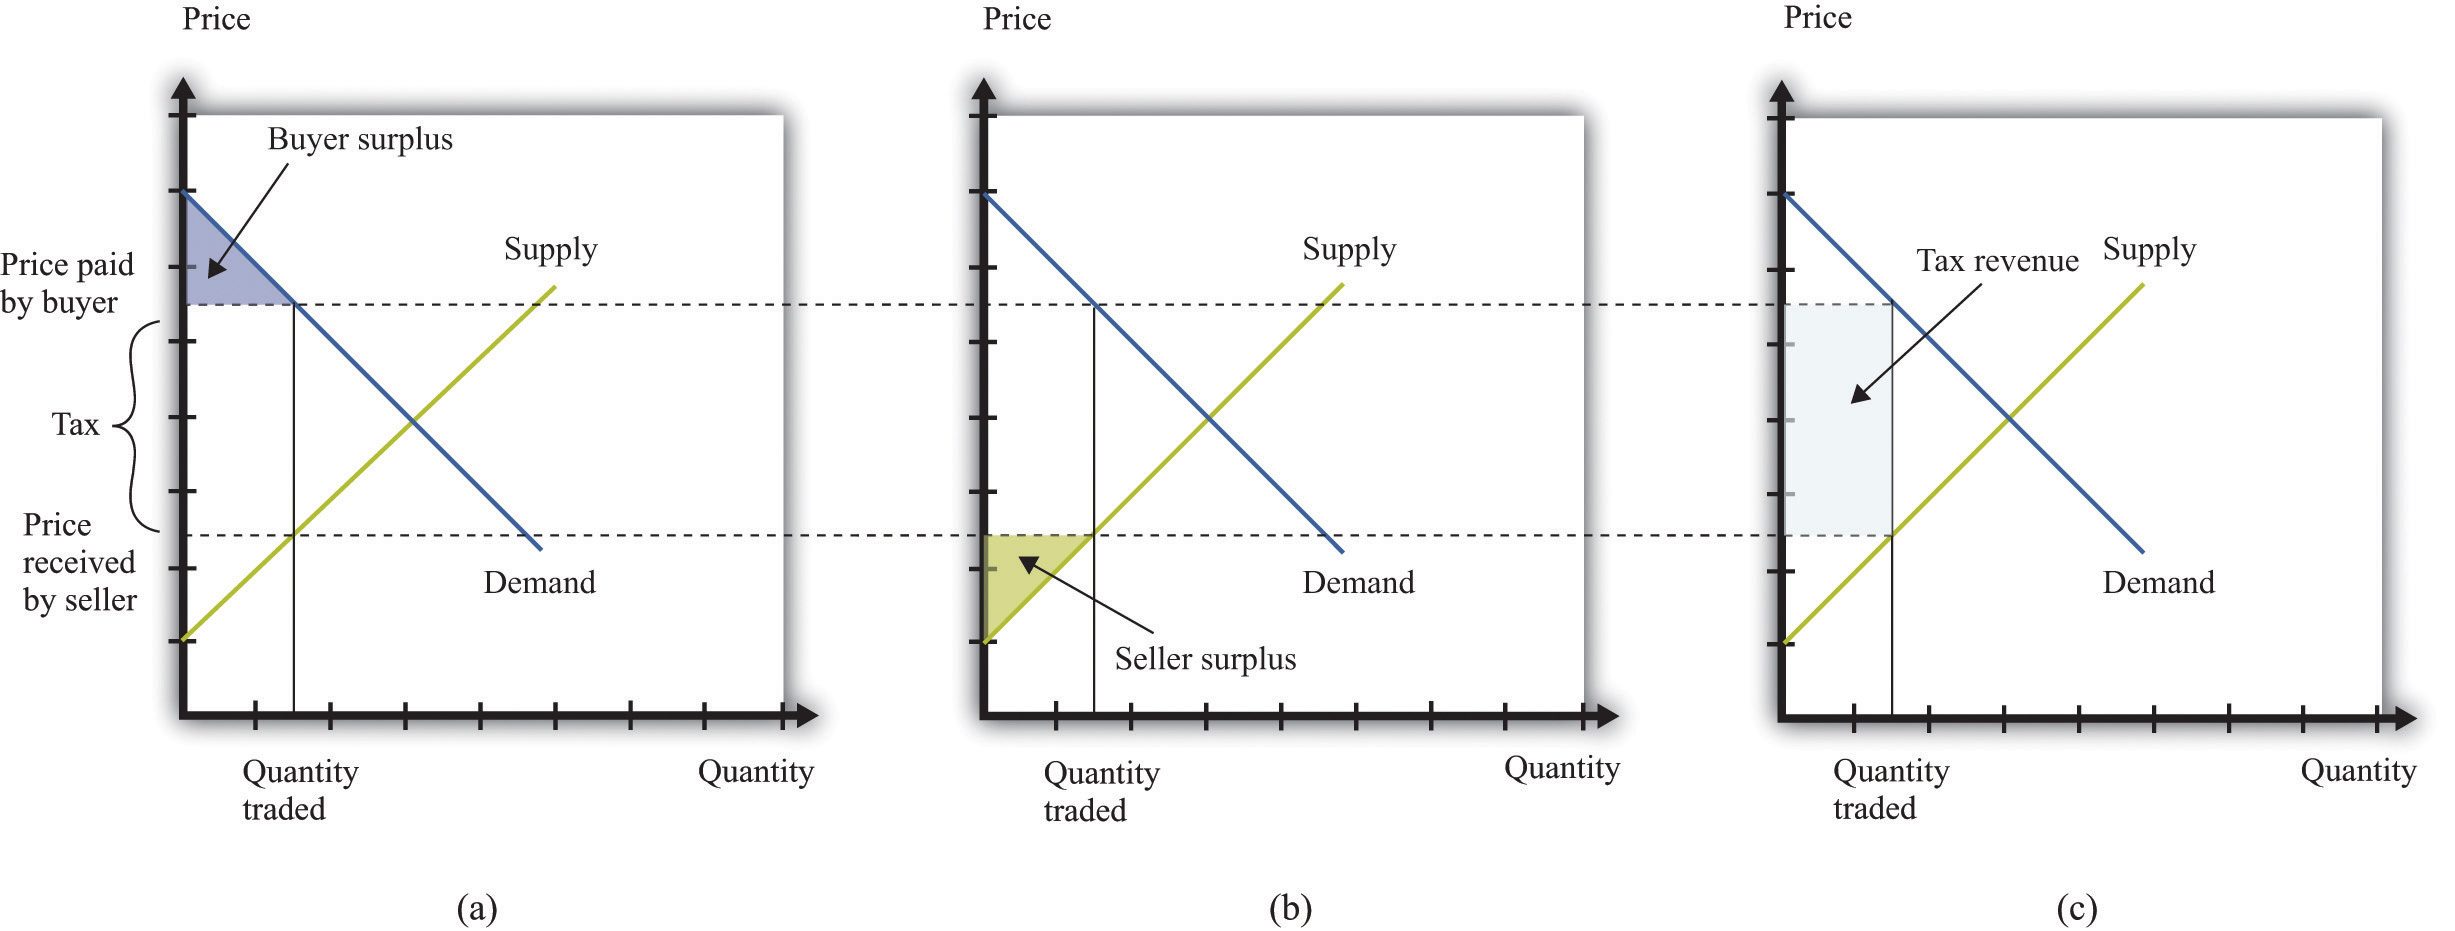 Price
Buyer surplus
Price paid
by buyer
Supply
Tax
Price
received
by seller
Demand
Quantity
traded
Quantity
(a)
Price
Supply
Demand
Seller surplus
Quantity
traded
Quantity
(b)
Price
Tax revenue
Supply
Demand
Quantity
traded
Quantity
(c)